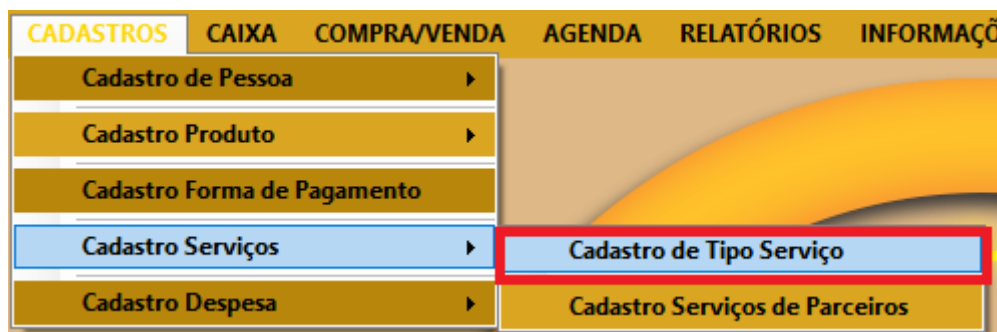 CADASTROS CAIXA COMPRA/VENDA AGENDA RELATÓRIOS INFORMAÇÕ
Cadastro de Pessoa
Cadastro Produto
Cadastro Forma de Pagamento
Cadastro Serviços
Cadastro de Tipo Serviço
Cadastro Despesa
Cadastro Serviços de Parceiros